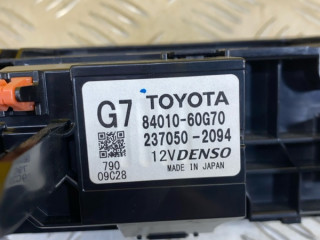 G7 TOYOTA
84010-60G70
237050-2094
12V DENSO
790 MADE IN JAPAN
09C28